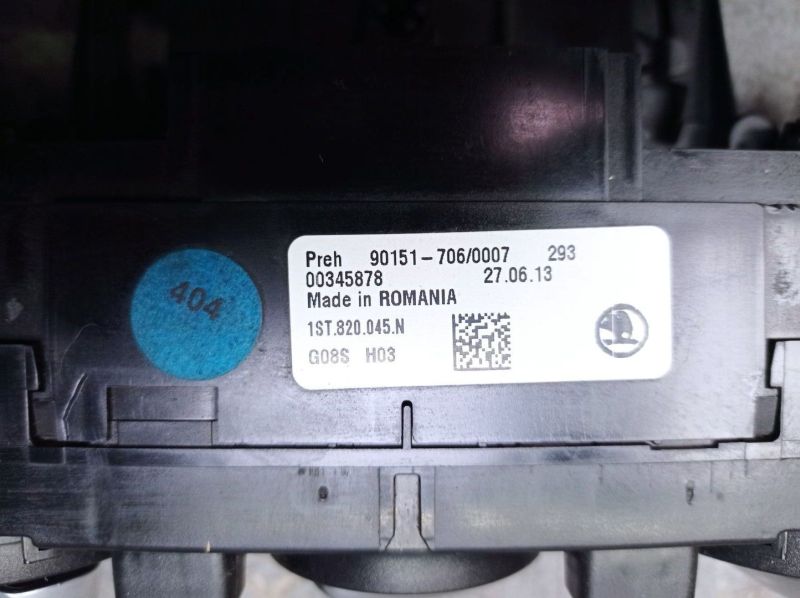 404
Preh 90151-706/0007 293
00345878 27.06.13
Made in ROMANIA
1ST.820.045.N
G08S H03